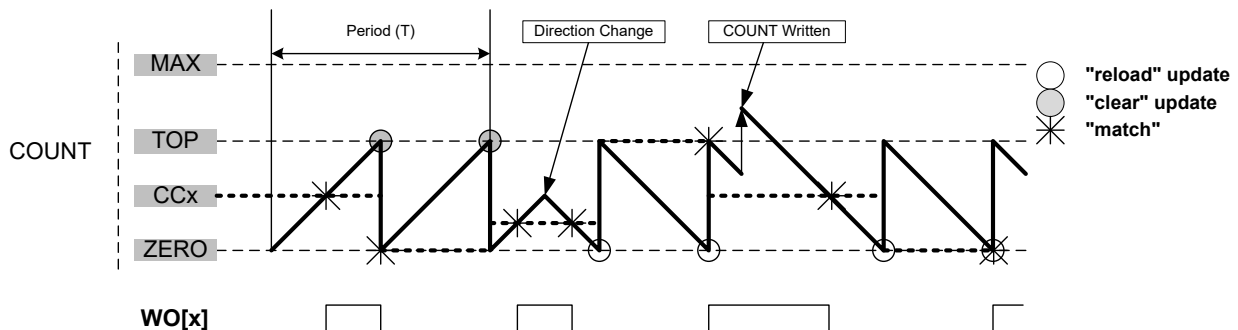 Period (T)
Direction Change
COUNT Written
MAX
"reload" update
"clear" update
"match"
TOP
COUNT
CCx
ZERO
WO[x]